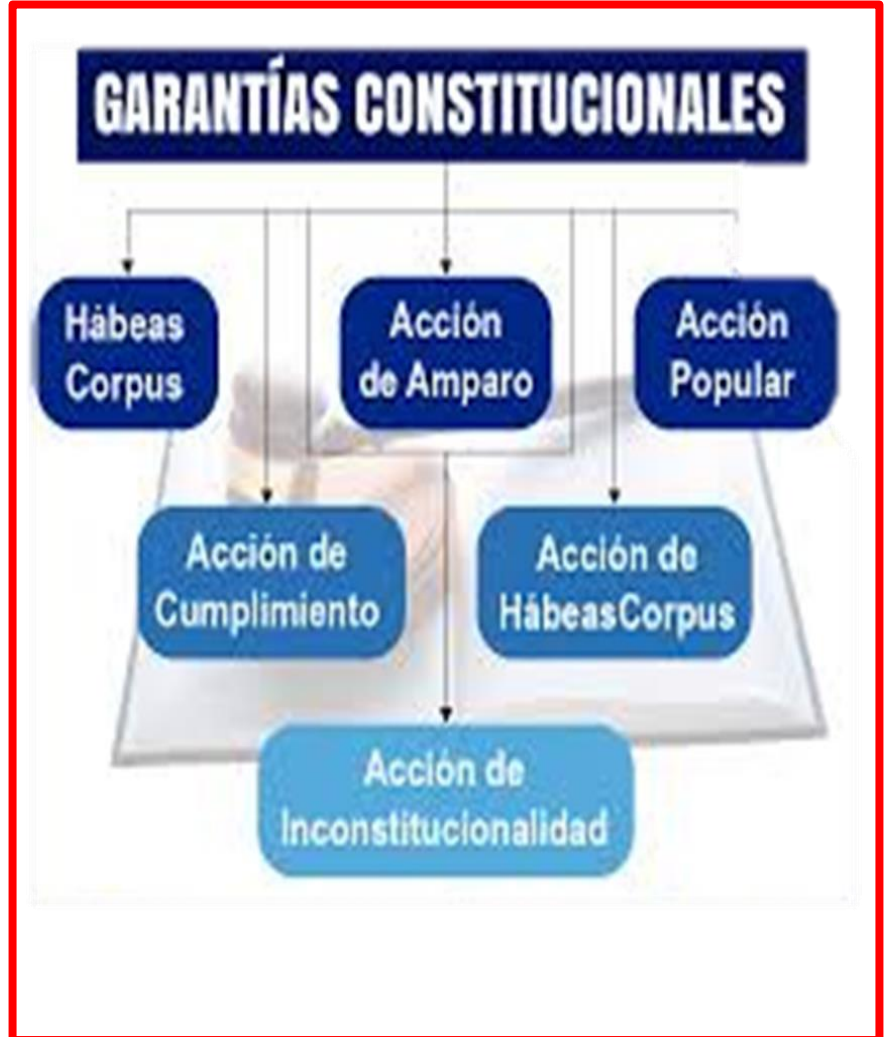 GARANTÍAS CONSTITUCIONALES
Hábeas
Corpus
Acción
de Amparo
Acción
Popular
Acción de
Cumplimiento
Acción de
HábeasCorpus
Acción de
Inconstitucionalidad